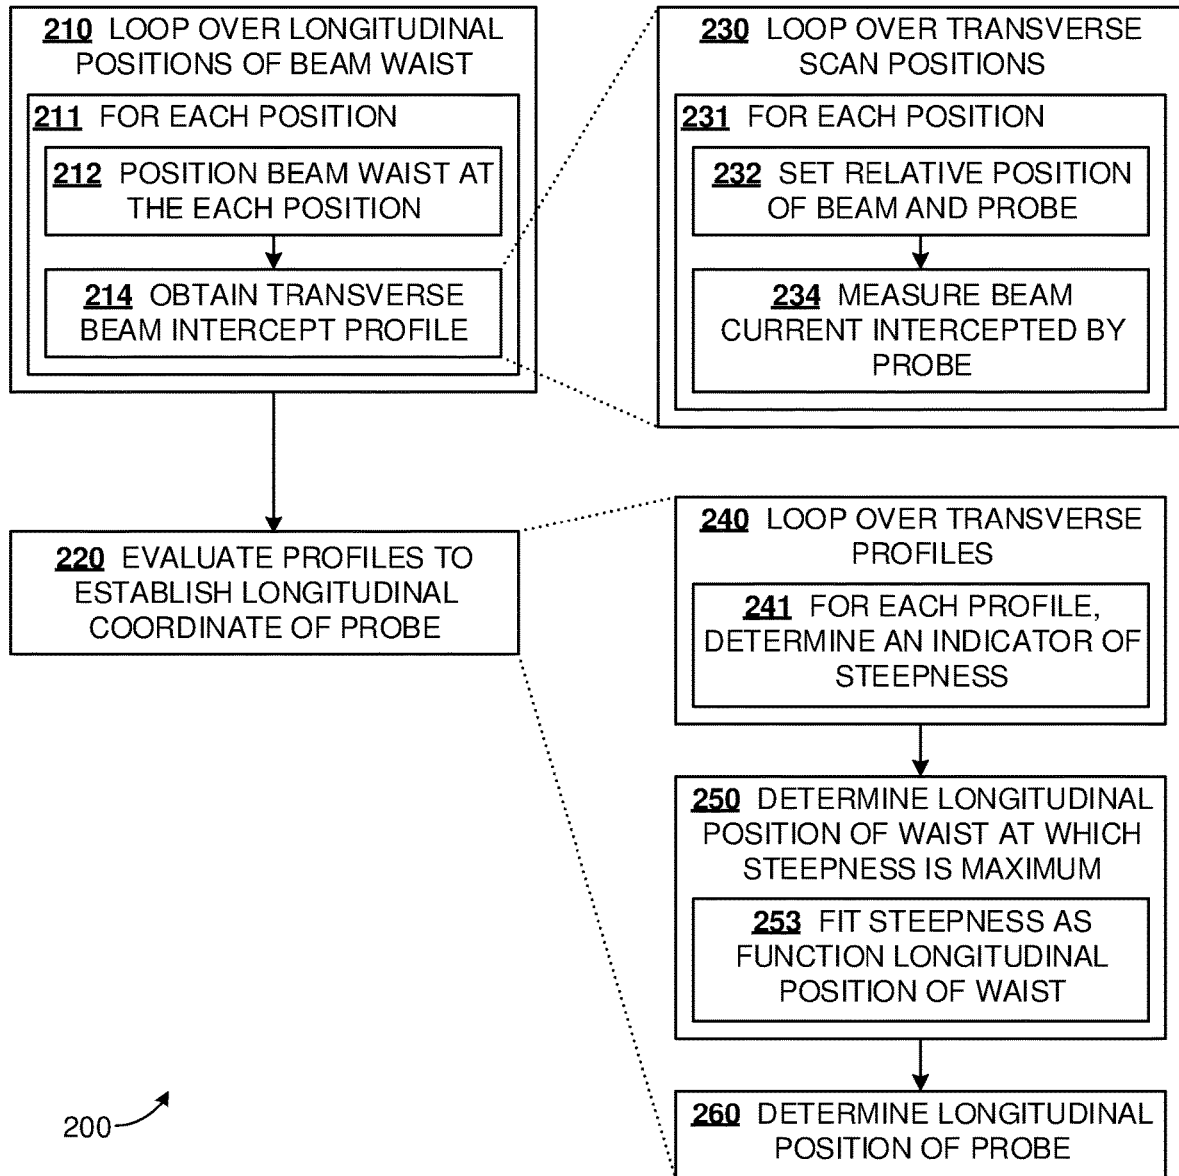 210 LOOP OVER LONGITUDINAL
POSITIONS OF BEAM WAIST
211 FOR EACH POSITION
212 POSITION BEAM WAIST AT
THE EACH POSITION
214 OBTAIN TRANSVERSE
BEAM INTERCEPT PROFILE
230 LOOP OVER TRANSVERSE
SCAN POSITIONS
231 FOR EACH POSITION
232 SET RELATIVE POSITION
OF BEAM AND PROBE
234 MEASURE BEAM
CURRENT INTERCEPTED BY
PROBE
220 EVALUATE PROFILES TO
ESTABLISH LONGITUDINAL
COORDINATE OF PROBE
240 LOOP OVER TRANSVERSE
PROFILES
241 FOR EACH PROFILE,
DETERMINE AN INDICATOR OF
STEEPNESS
250 DETERMINE LONGITUDINAL
POSITION OF WAIST AT WHICH
STEEPNESS IS MAXIMUM
253 FIT STEEPNESS AS
FUNCTION LONGITUDINAL
POSITION OF WAIST
260 DETERMINE LONGITUDINAL
POSITION OF PROBE
200